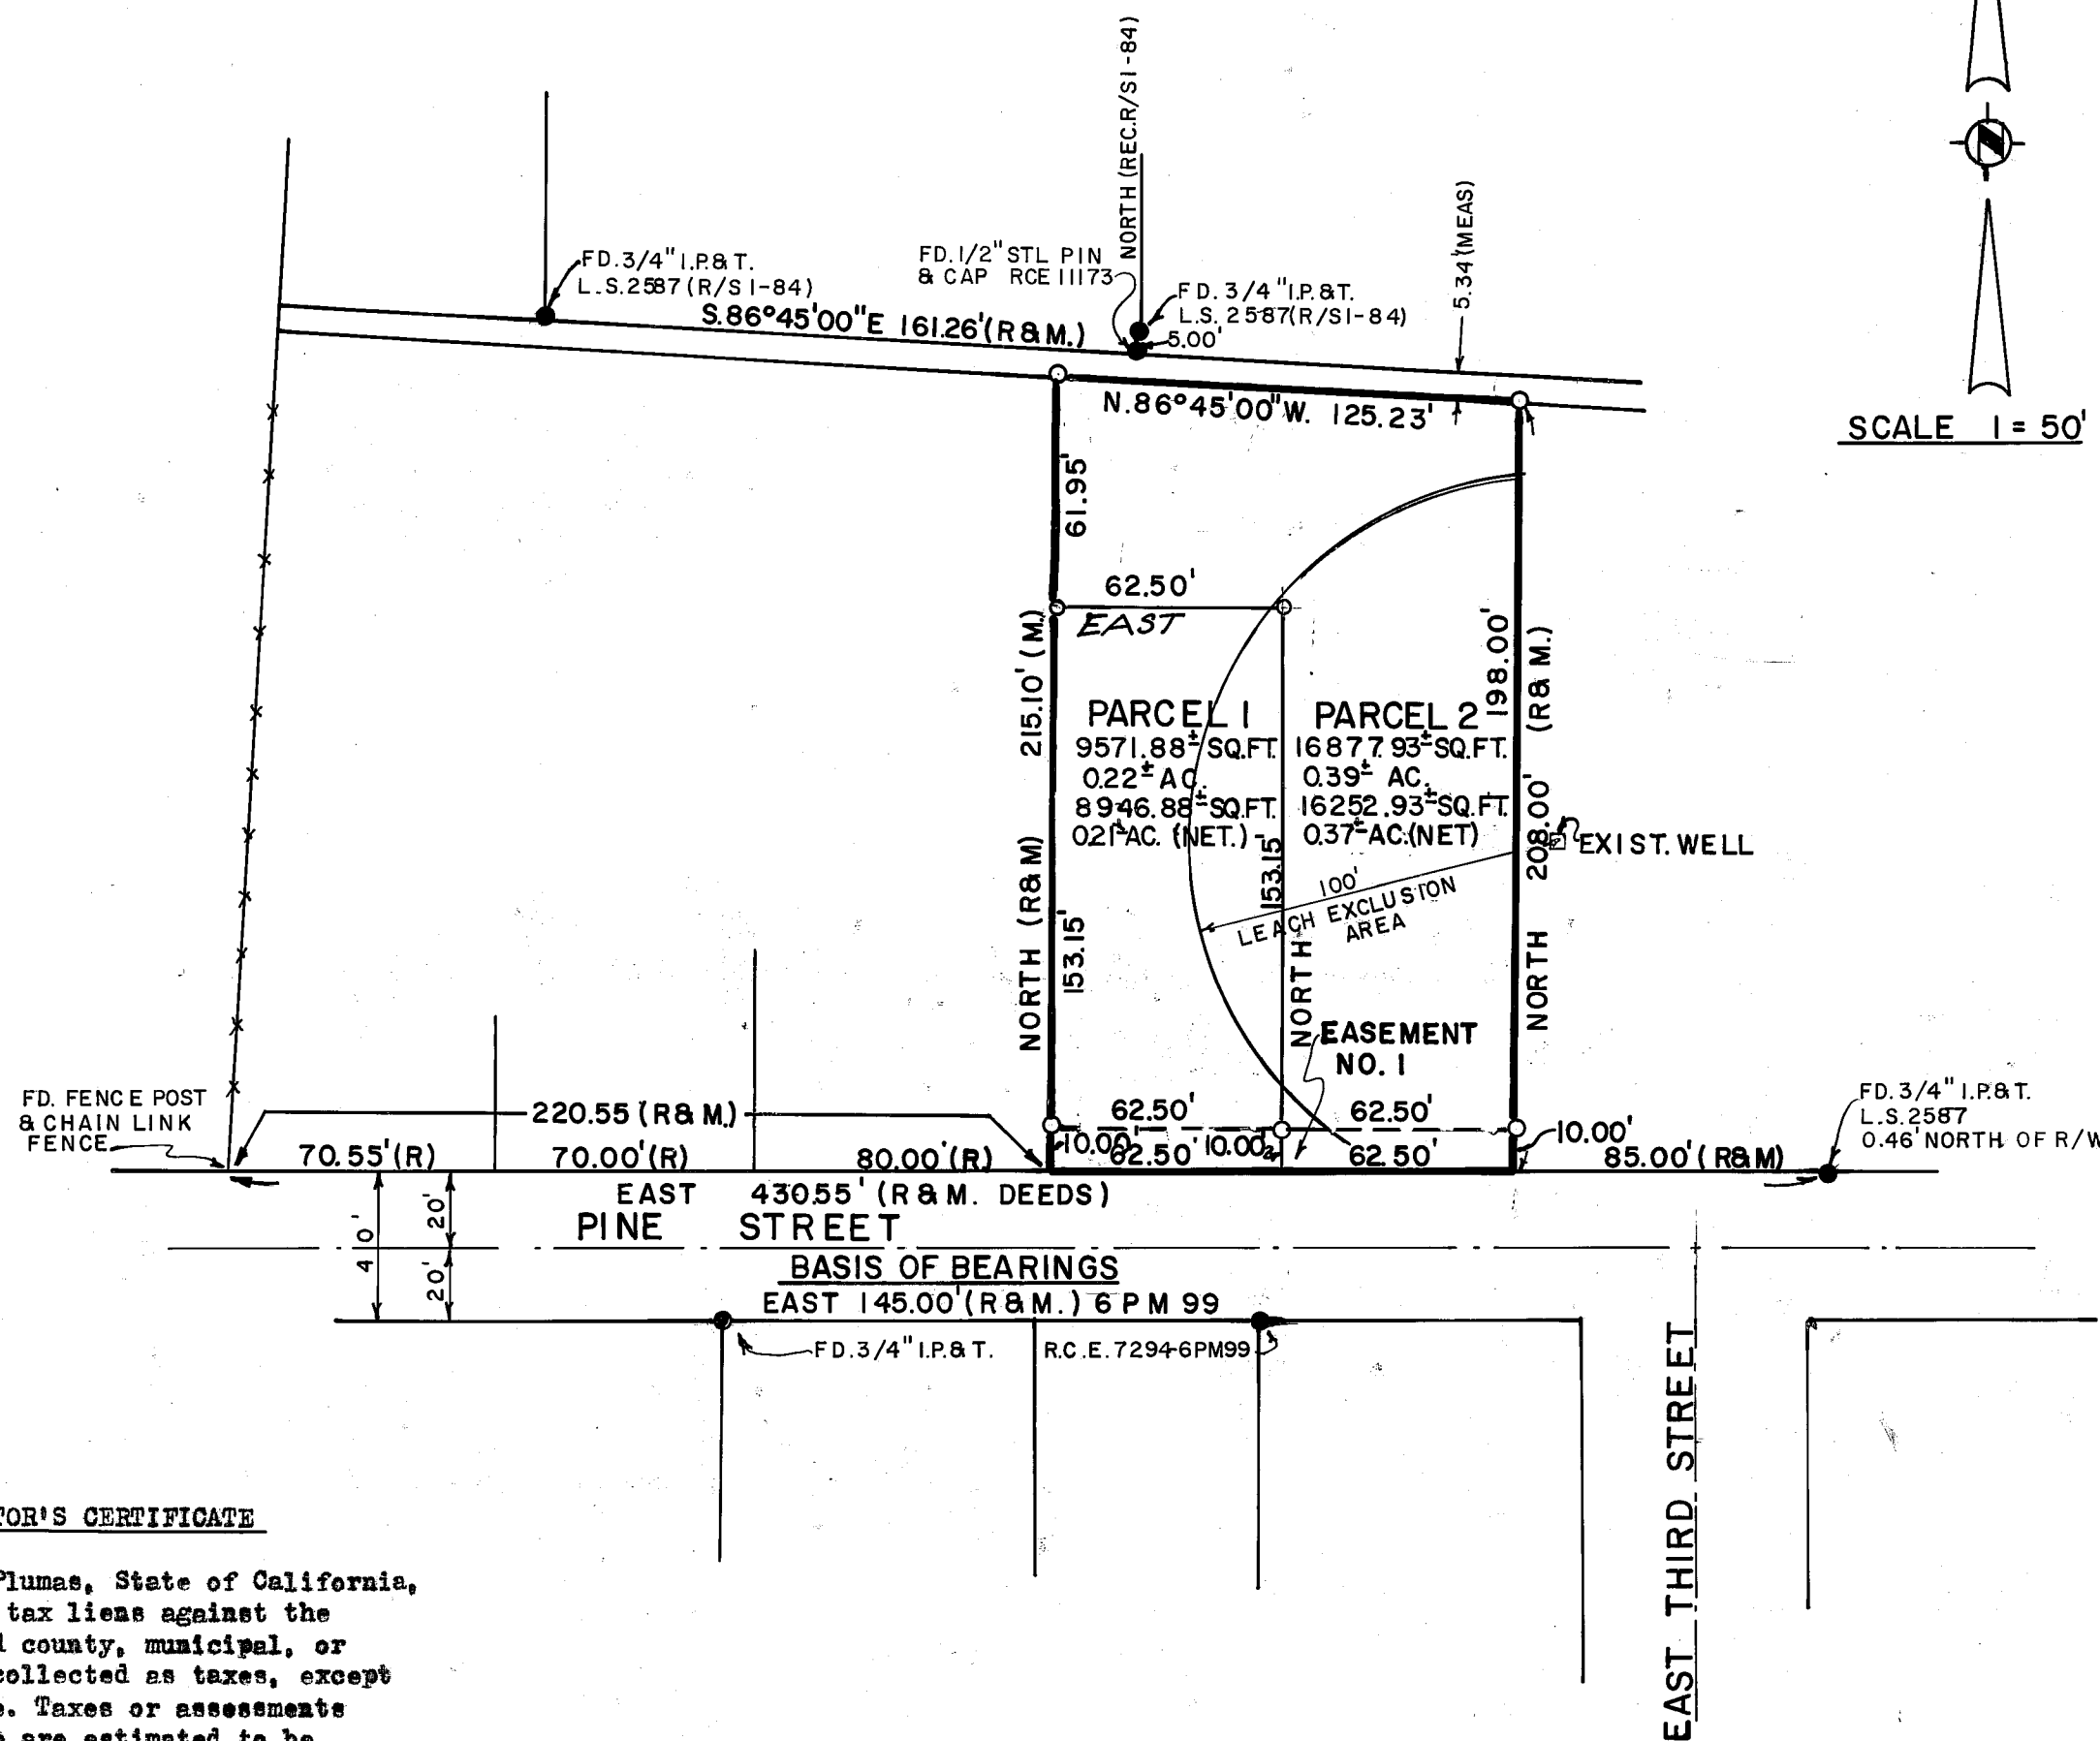 NORTH (REC.R/S1-84)
FD.3/4" I.P.&T.
L.S.2587 (R/S 1-84)
FD.1/2" STL PIN
& CAP RCE 11173
FD. 3/4" I.P.&T.
L.S. 2587(R/S1-84)
5.00'
5.34'(MEAS)
S.86°45'00"E 161.26'(R&M.)
N.86°45'00"W. 125.23'
N
SCALE 1 = 50'
61.95'
62.50'
EAST
215.10' (M.)
NORTH (R&M)
153.15'
PARCEL 1
9571.88± SQ.FT.
0.22± AC.
8946.88± SQ.FT.
0.21± AC. (NET.)
PARCEL 2
16877.93± SQ.FT.
0.39± AC.
16252.93± SQ.FT.
0.37± AC.(NET)
198.00'
(R&M.)
NORTH 208.00'
EXIST. WELL
NORTH 153.15
100'
LEACH EXCLUSION
AREA
EASEMENT
NO. 1
FD. FENCE POST
& CHAIN LINK
FENCE
220.55 (R&M.)
62.50'
62.50'
70.55'(R)
70.00'(R)
80.00'(R)
10.00'
62.50'
10.00'
62.50'
10.00'
85.00' (R&M)
FD. 3/4" I.P.&T.
L.S.2587
0.46' NORTH OF R/W
EAST 430.55' (R&M. DEEDS)
PINE STREET
40'
20'
20'
BASIS OF BEARINGS
EAST 145.00'(R&M.) 6 PM 99
FD.3/4" I.P.&T.
R.C.E.7294-6PM99
EAST THIRD STREET
TOR'S CERTIFICATE
Plumas, State of California,
tax liens against the
county, municipal, or
collected as taxes, except
. Taxes or assessments
are estimated to be